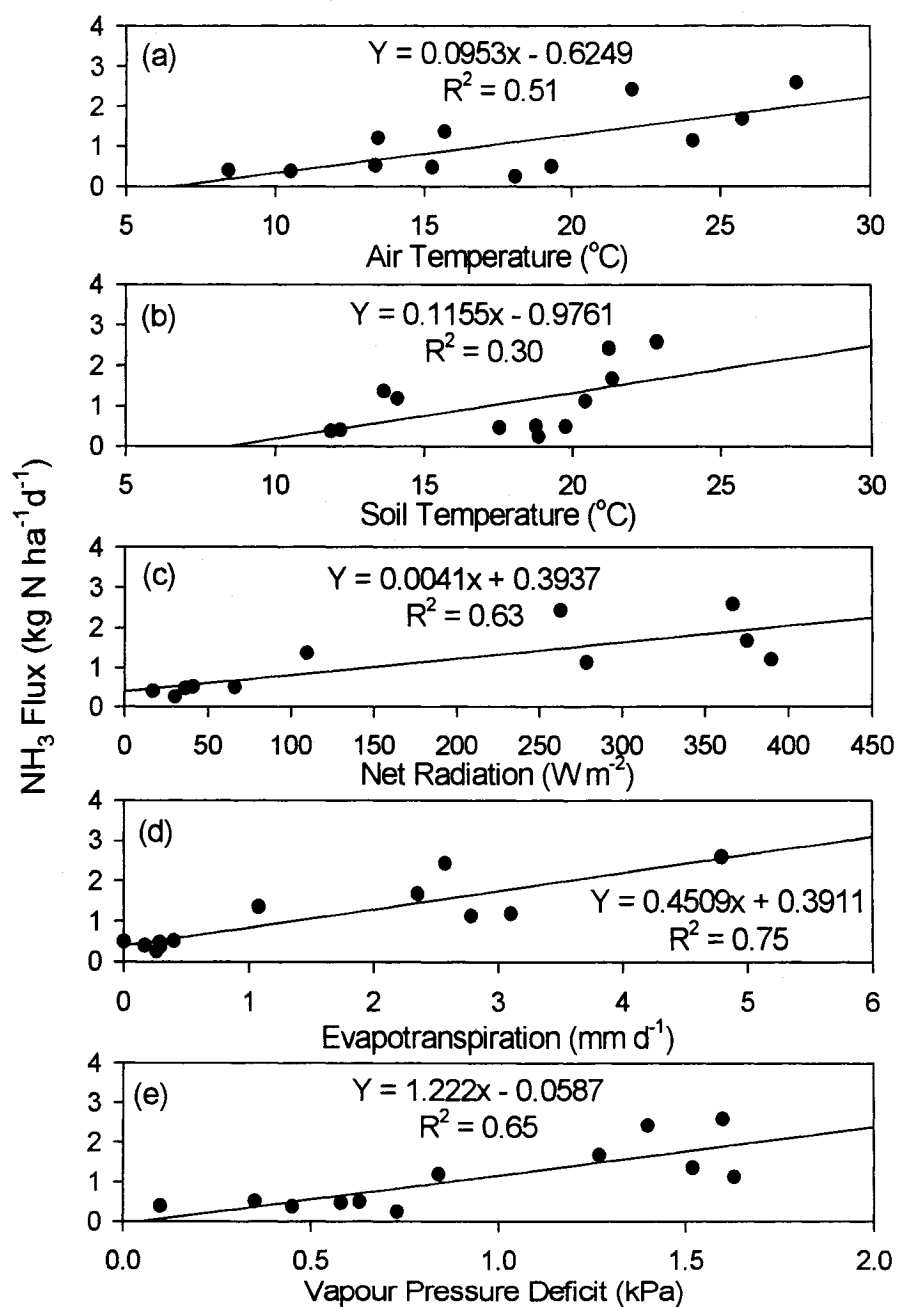 NH₃ Flux (kg N ha⁻¹d⁻¹)
(a)
Y = 0.0953x - 0.6249
R² = 0.51
4
3
2
1
0
5 10 15 20 25 30
Air Temperature (°C)
(b)
Y = 0.1155x - 0.9761
R² = 0.30
4
3
2
1
0
5 10 15 20 25 30
Soil Temperature (°C)
(c)
Y = 0.0041x + 0.3937
R² = 0.63
4
3
2
1
0
0 50 100 150 200 250 300 350 400 450
Net Radiation (W m⁻²)
(d)
Y = 0.4509x + 0.3911
R² = 0.75
4
3
2
1
0
0 1 2 3 4 5 6
Evapotranspiration (mm d⁻¹)
(e)
Y = 1.222x - 0.0587
R² = 0.65
4
3
2
1
0
0.0 0.5 1.0 1.5 2.0
Vapour Pressure Deficit (kPa)